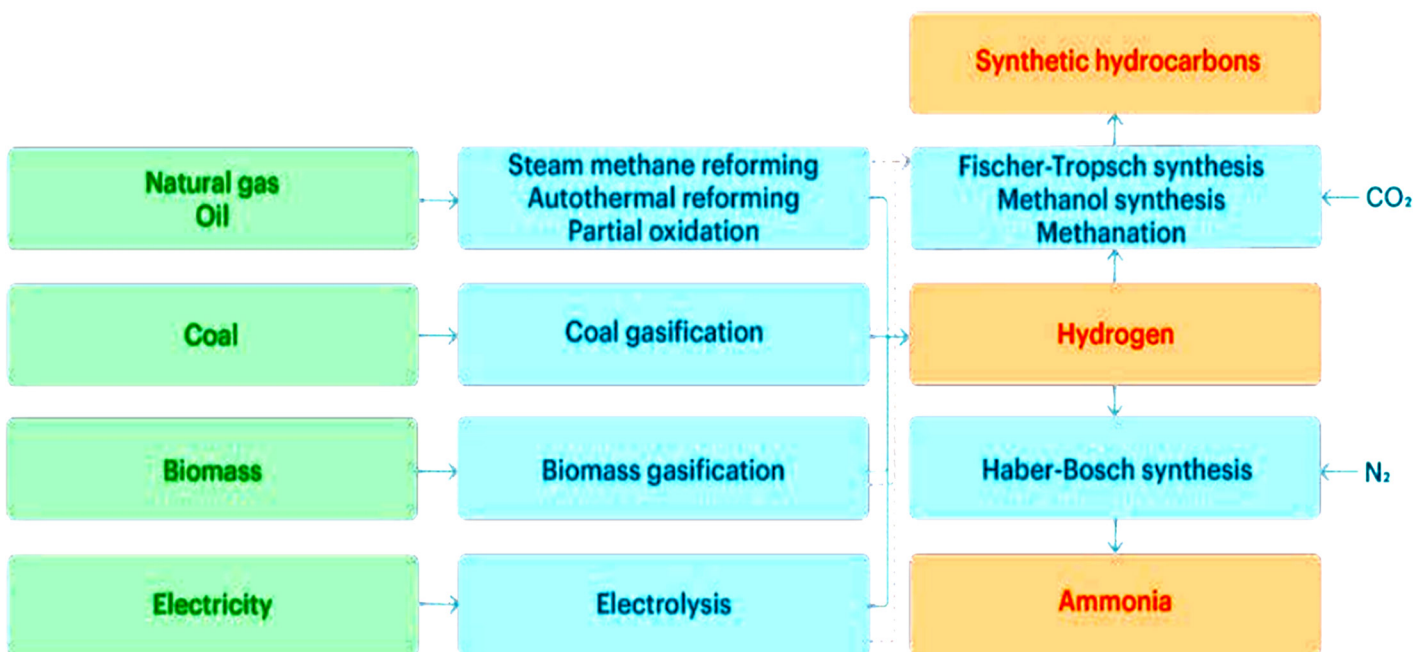 Synthetic hydrocarbons
Natural gas
Oil
Steam methane reforming
Autothermal reforming
Partial oxidation
Fischer-Tropsch synthesis
Methanol synthesis
Methanation
CO₂
Coal
Coal gasification
Hydrogen
Biomass
Biomass gasification
Haber-Bosch synthesis
N₂
Electricity
Electrolysis
Ammonia